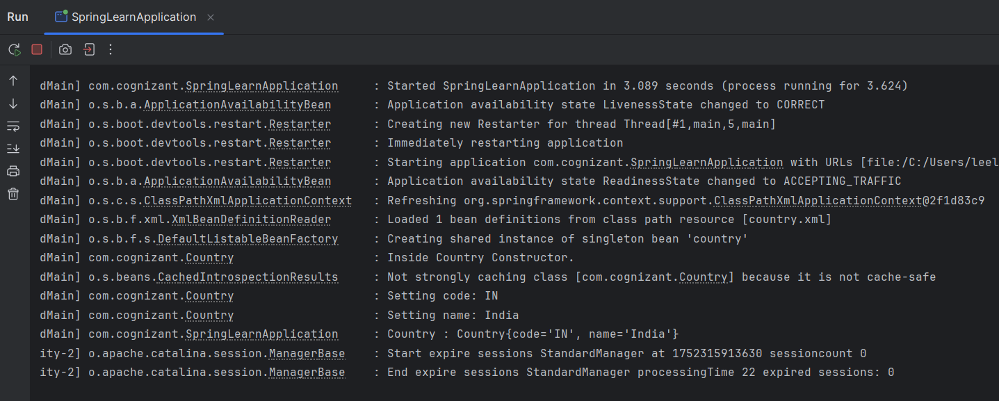 Run SpringLearnApplication
dMain] com.cognizant.SpringLearnApplication : Started SpringLearnApplication in 3.089 seconds (process running for 3.624)
dMain] o.s.b.a.ApplicationAvailabilityBean : Application availability state LivenessState changed to CORRECT
dMain] o.s.boot.devtools.restart.Restarter : Creating new Restarter for thread Thread[#1,main,5,main]
dMain] o.s.boot.devtools.restart.Restarter : Immediately restarting application
dMain] o.s.boot.devtools.restart.Restarter : Starting application com.cognizant.SpringLearnApplication with URLs [file:/C:/Users/leel
dMain] o.s.b.a.ApplicationAvailabilityBean : Application availability state ReadinessState changed to ACCEPTING_TRAFFIC
dMain] o.s.c.s.ClassPathXmlApplicationContext : Refreshing org.springframework.context.support.ClassPathXmlApplicationContext@2f1d83c9
dMain] o.s.b.f.xml.XmlBeanDefinitionReader : Loaded 1 bean definitions from class path resource [country.xml]
dMain] o.s.b.f.s.DefaultListableBeanFactory : Creating shared instance of singleton bean 'country'
dMain] com.cognizant.Country : Inside Country Constructor.
dMain] o.s.beans.CachedIntrospectionResults : Not strongly caching class [com.cognizant.Country] because it is not cache-safe
dMain] com.cognizant.Country : Setting code: IN
dMain] com.cognizant.Country : Setting name: India
dMain] com.cognizant.SpringLearnApplication : Country : Country{code='IN', name='India'}
ity-2] o.apache.catalina.session.ManagerBase : Start expire sessions StandardManager at 1752315913630 sessioncount 0
ity-2] o.apache.catalina.session.ManagerBase : End expire sessions StandardManager processingTime 22 expired sessions: 0